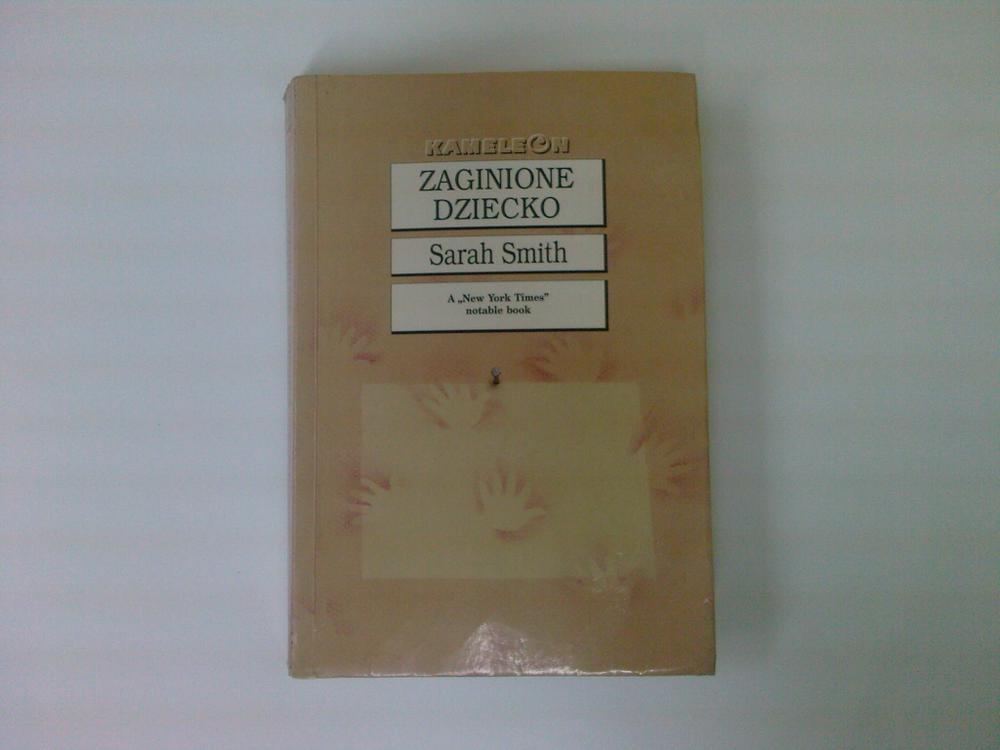 KAMELEON
ZAGINIONE
DZIECKO
Sarah Smith
A „New York Times”
notable book